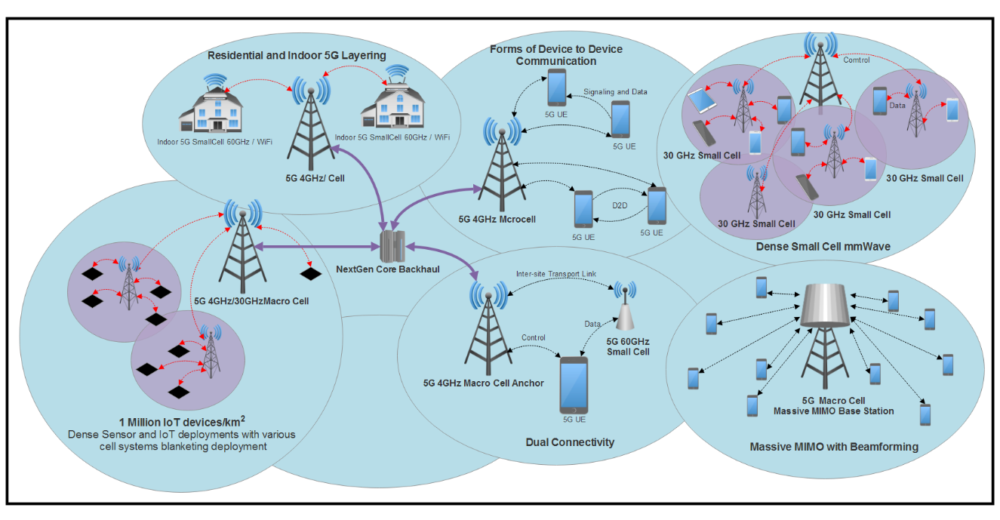 Residential and Indoor 5G Layering
Indoor 5G SmallCell 60GHz / WiFi
Indoor 5G SmallCell 60GHz / WiFi
5G 4GHz/ Cell
Forms of Device to Device
Communication
Signaling and Data
5G UE
5G UE
5G 4GHz Mcrocell
D2D
5G UE
5G UE
Comtrol
Data
30 GHz Small Cell
30 GHz Small Cell
30 GHz Small Cell
30 GHz Small Cell
Dense Small Cell mmWave
NextGen Core Backhaul
5G 4GHz/30GHzMacro Cell
1 Million IoT devices/km²
Dense Sensor and IoT deployments with various
cell systems blanketing deployment
Inter-site Transport Link
Data
Control
5G 60GHz
Small Cell
5G 4GHz Macro Cell Anchor
5G UE
Dual Connectivity
5G Macro Cell
Massive MIMO Base Station
Massive MIMO with Beamforming